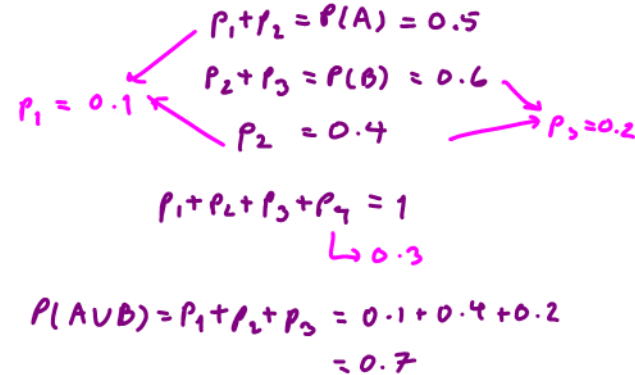 p₁+p₂ = P(A) = 0.5
p₂+p₃ = P(B) = 0.6
p₁ = 0.1
p₂ = 0.4
p₃=0.2
p₁+p₂+p₃+p₄ = 1
↳ 0.3
P(A∪B)=p₁+p₂+p₃ = 0.1+0.4+0.2
= 0.7